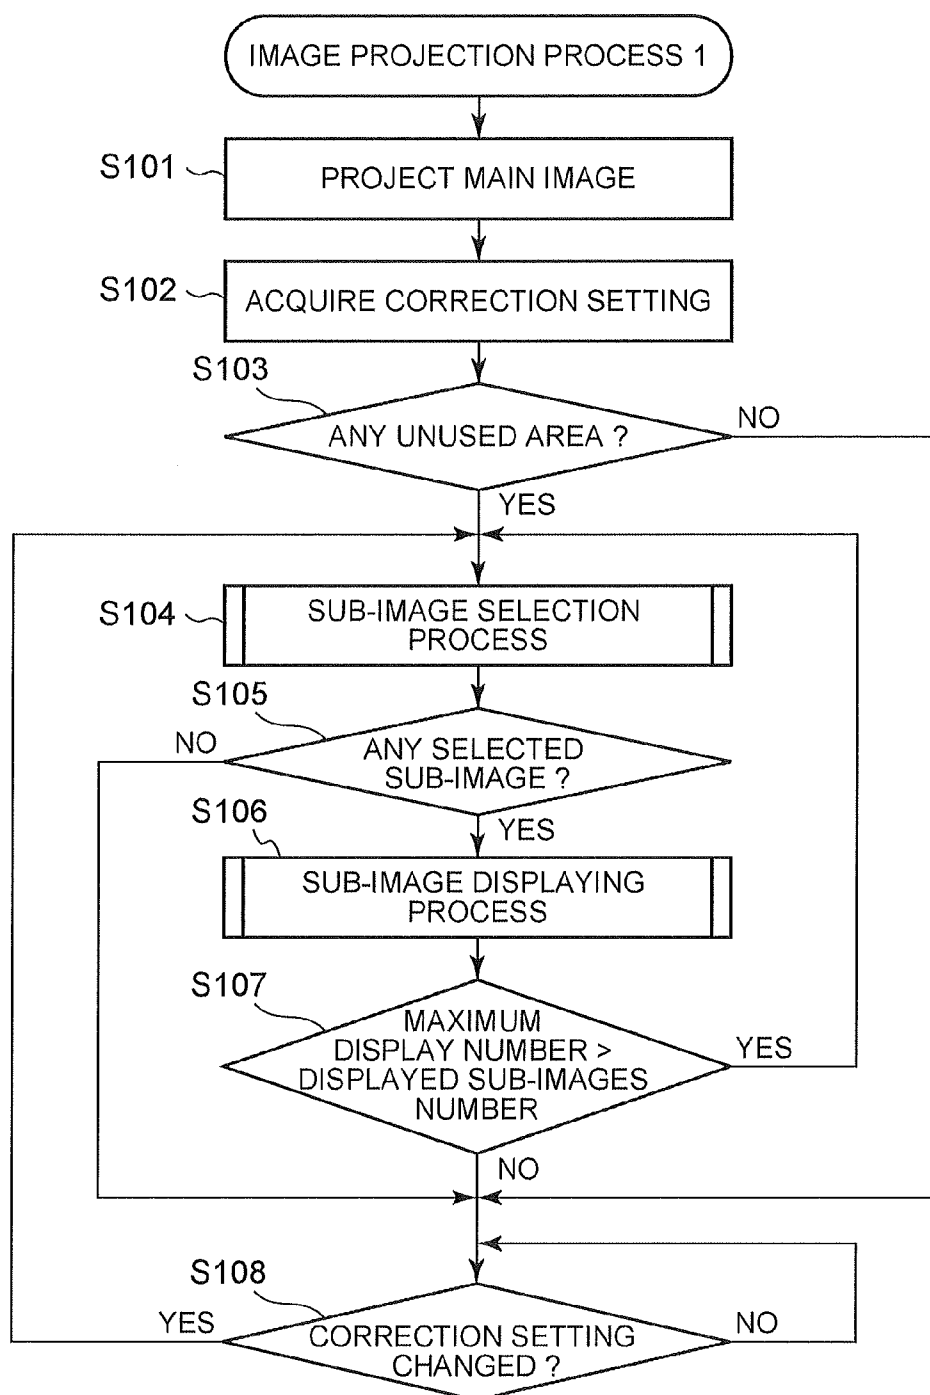 IMAGE PROJECTION PROCESS 1
S101
PROJECT MAIN IMAGE
S102
ACQUIRE CORRECTION SETTING
S103
ANY UNUSED AREA ?
NO
YES
S104
SUB-IMAGE SELECTION
PROCESS
S105
NO
ANY SELECTED
SUB-IMAGE ?
YES
S106
SUB-IMAGE DISPLAYING
PROCESS
S107
MAXIMUM
DISPLAY NUMBER >
DISPLAYED SUB-IMAGES
NUMBER
YES
NO
S108
YES
CORRECTION SETTING
CHANGED ?
NO